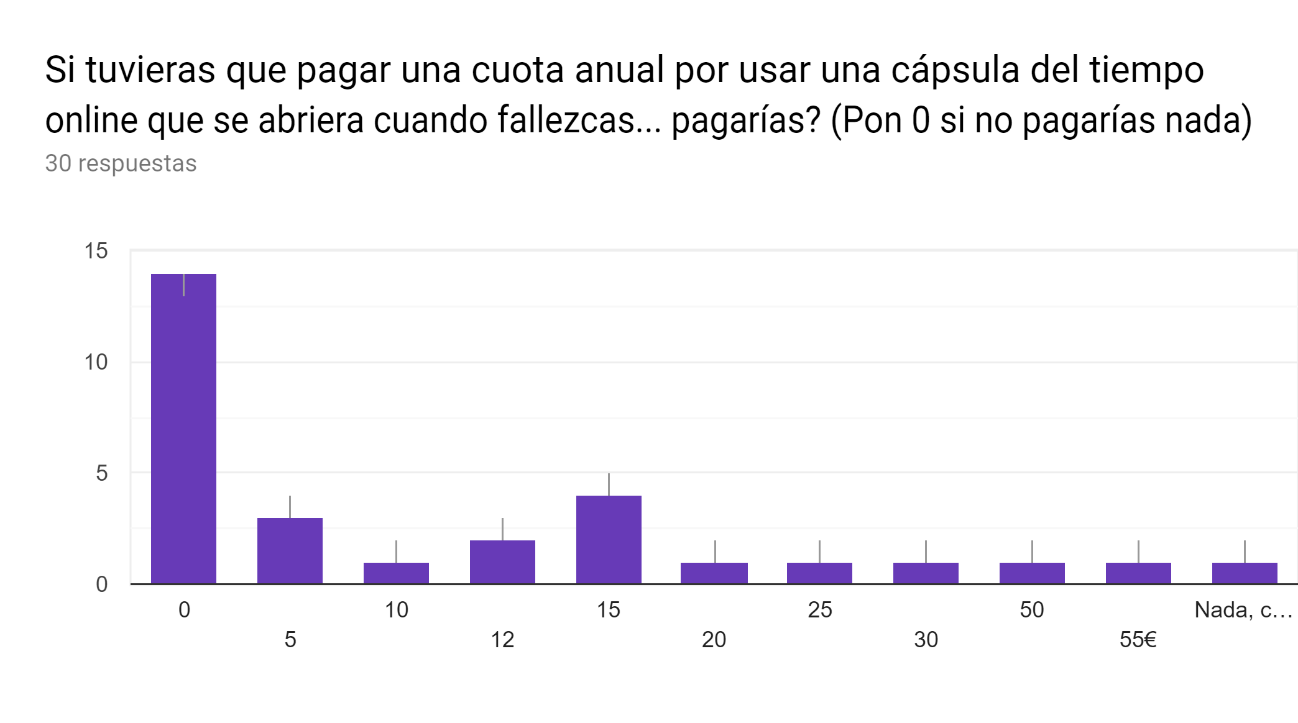 Si tuvieras que pagar una cuota anual por usar una cápsula del tiempo
online que se abriera cuando fallezcas... pagarías? (Pon 0 si no pagarías nada)
30 respuestas
15
10
5
0
0 10 15 25 50 Nada, c...
5 12 20 30 55€